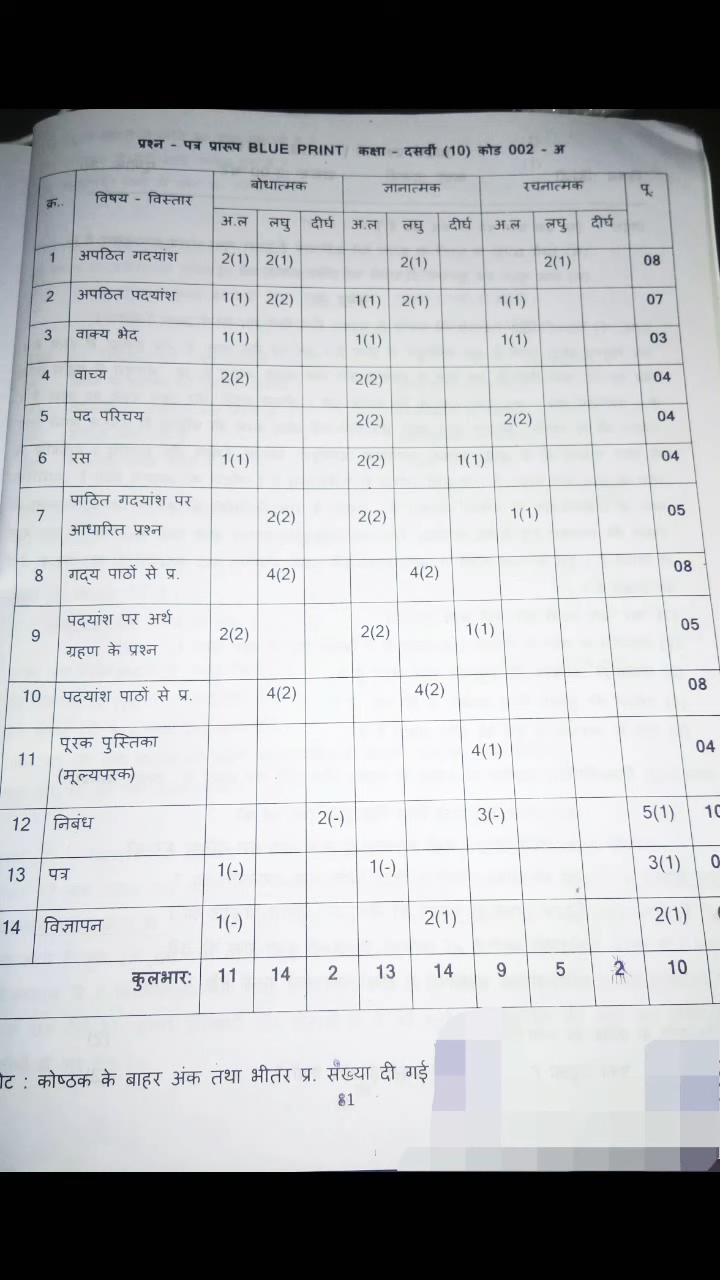 प्रश्न - पत्र प्रारूप BLUE PRINT कक्षा - दसवीं (10) कोड 002 - अ
क्र.. विषय - विस्तार बोधात्मक ज्ञानात्मक रचनात्मक पू.
अ.ल लघु दीर्घ अ.ल लघु दीर्घ अ.ल लघु दीर्घ
1 अपठित गदयांश 2(1) 2(1) 2(1) 2(1) 08
2 अपठित पदयांश 1(1) 2(2) 1(1) 2(1) 1(1) 07
3 वाक्य भेद 1(1) 1(1) 1(1) 03
4 वाच्य 2(2) 2(2) 04
5 पद परिचय 2(2) 2(2) 04
6 रस 1(1) 2(2) 1(1) 04
7 पाठित गदयांश पर
आधारित प्रश्न 2(2) 2(2) 1(1) 05
8 गद्य पाठों से प्र. 4(2) 4(2) 08
9 पदयांश पर अर्थ
ग्रहण के प्रश्न 2(2) 2(2) 1(1) 05
10 पदयांश पाठों से प्र. 4(2) 4(2) 08
11 पूरक पुस्तिका
(मूल्यपरक) 4(1) 04
12 निबंध 2(-) 3(-) 5(1) 10
13 पत्र 1(-) 1(-) 3(1)
14 विज्ञापन 1(-) 2(1) 2(1)
कुलभार: 11 14 2 13 14 9 5 2 10
: कोष्ठक के बाहर अंक तथा भीतर प्र. संख्या दी गई
81